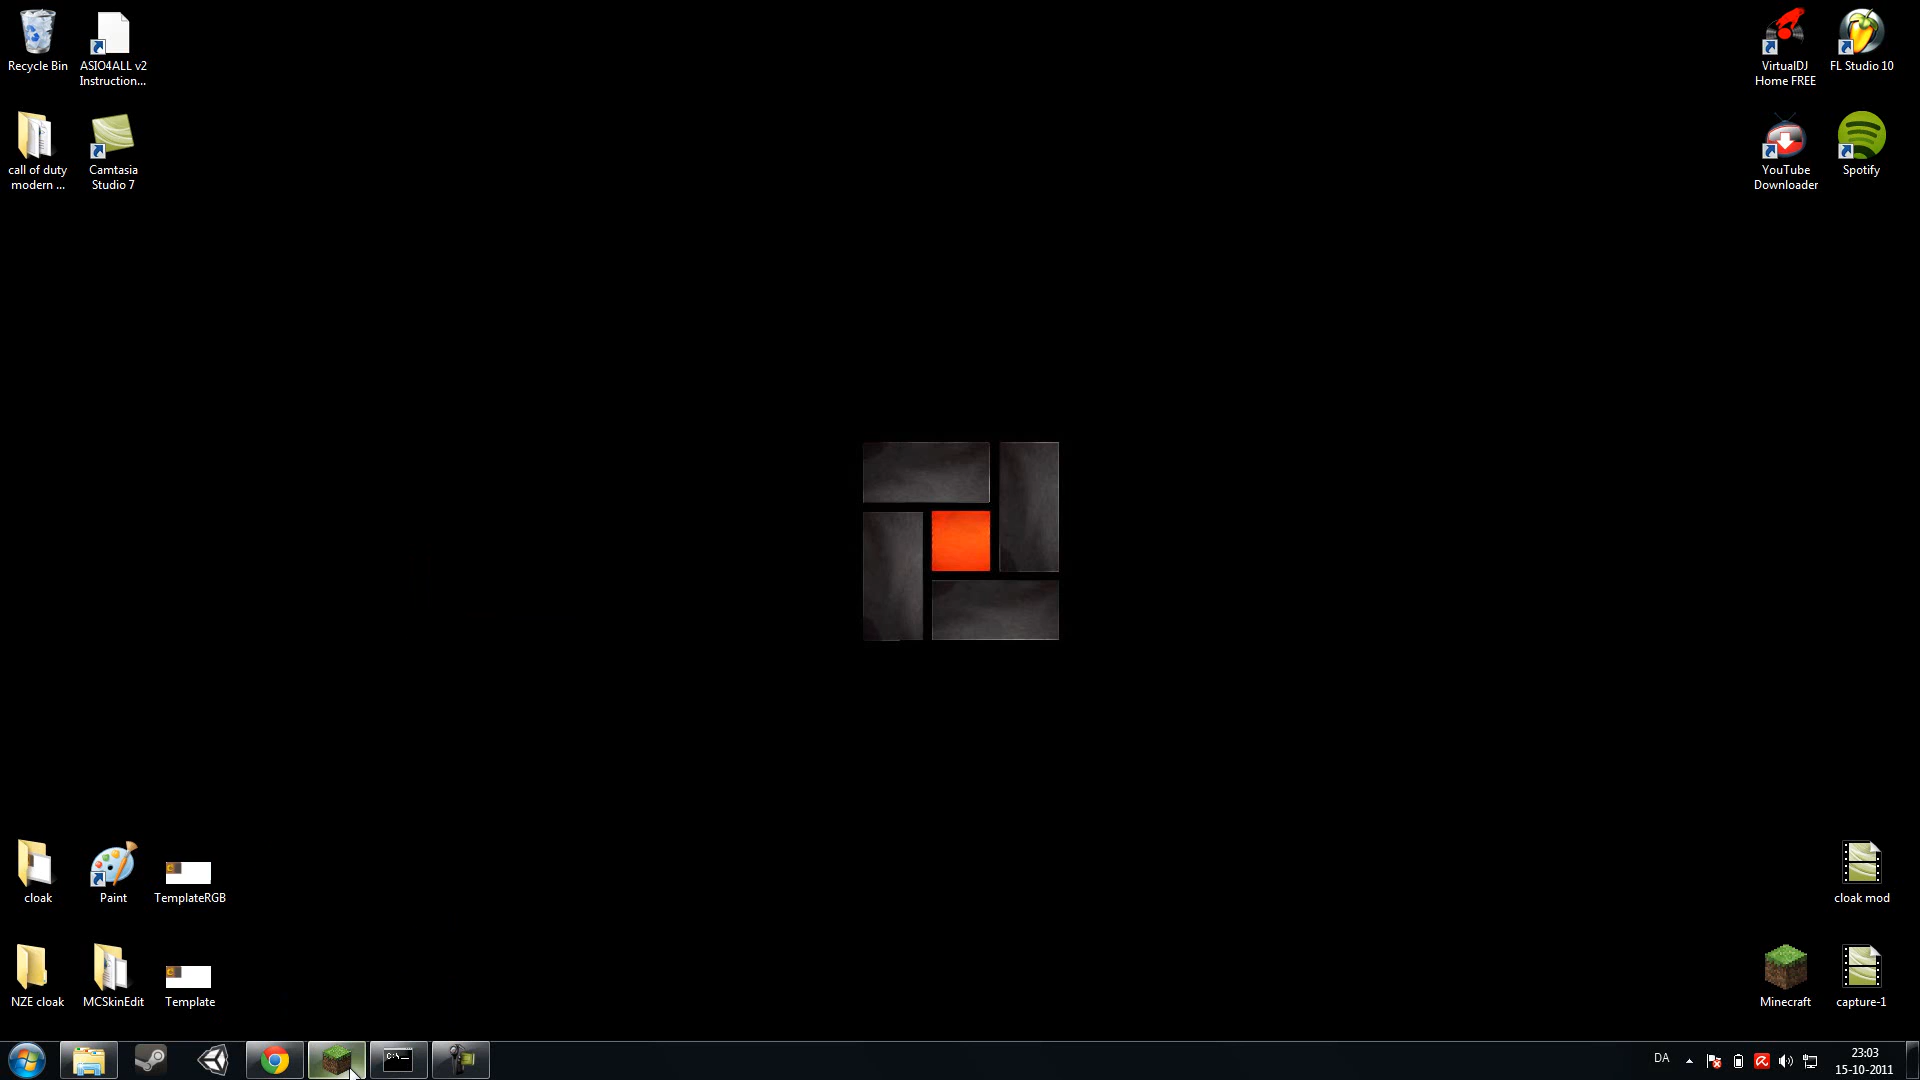 Recycle Bin
ASIO4ALL v2
Instruction...
call of duty
modern ...
Camtasia
Studio 7
VirtualDJ
Home FREE
FL Studio 10
YouTube
Downloader
Spotify
cloak
Paint
TemplateRGB
NZE cloak
MCSkinEdit
Template
cloak mod
Minecraft
capture-1
C:\
DA
23:03
15-10-2011